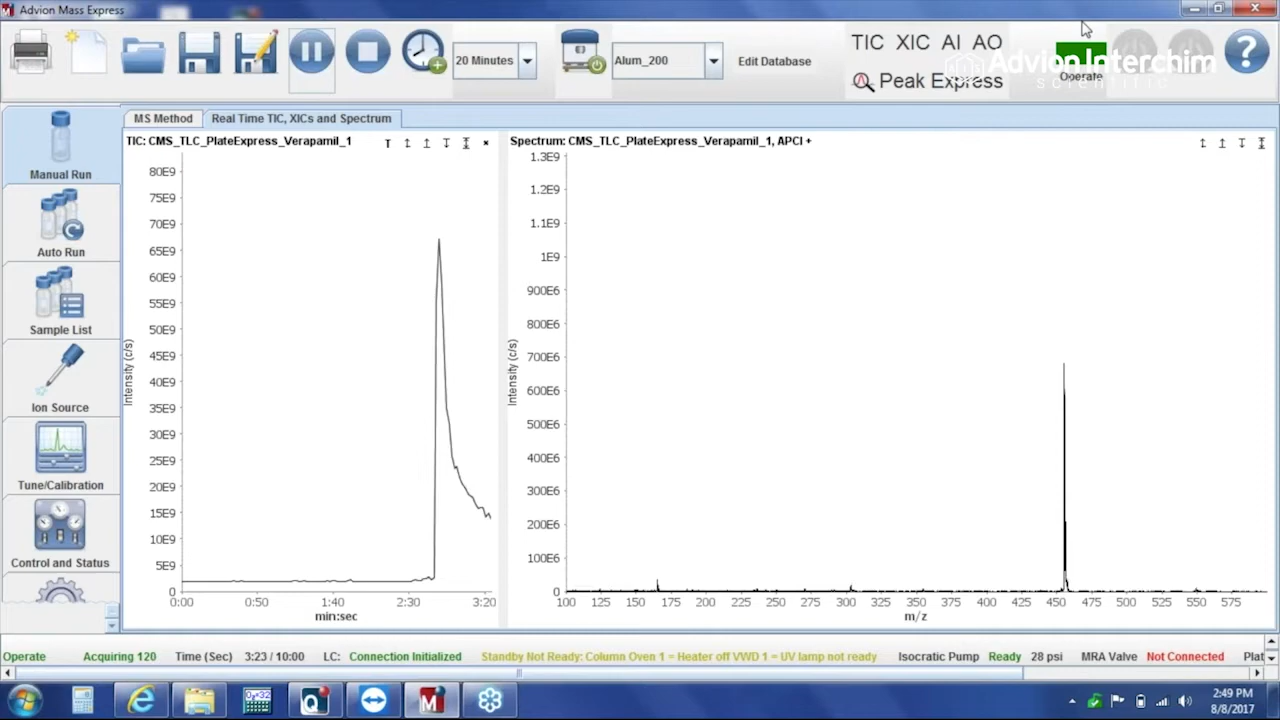 Advion Mass Express
20 Minutes
Alum_200
Edit Database
TIC XIC AI AO
Peak Express
Operate
Advion Interchim
scientific
MS Method
Real Time TIC, XICs and Spectrum
Manual Run
Auto Run
Sample List
Ion Source
Tune/Calibration
Control and Status
TIC: CMS_TLC_PlateExpress_Verapamil_1
Intensity (c/s)
80E9
75E9
70E9
65E9
60E9
55E9
50E9
45E9
40E9
35E9
30E9
25E9
20E9
15E9
10E9
5E9
0
0:00 0:50 1:40 2:30 3:20
min:sec
Spectrum: CMS_TLC_PlateExpress_Verapamil_1, APCI +
Intensity (c/s)
1.3E9
1.2E9
1.1E9
1E9
900E6
800E6
700E6
600E6
500E6
400E6
300E6
200E6
100E6
0
100 125 150 175 200 225 250 275 300 325 350 375 400 425 450 475 500 525 550 575
m/z
Operate Acquiring 120 Time (Sec) 3:23 / 10:00 LC: Connection Initialized Standby Not Ready: Column Oven 1 = Heater off VWD 1 = UV lamp not ready Isocratic Pump Ready 28 psi MRA Valve Not Connected Plat
2:49 PM
8/8/2017